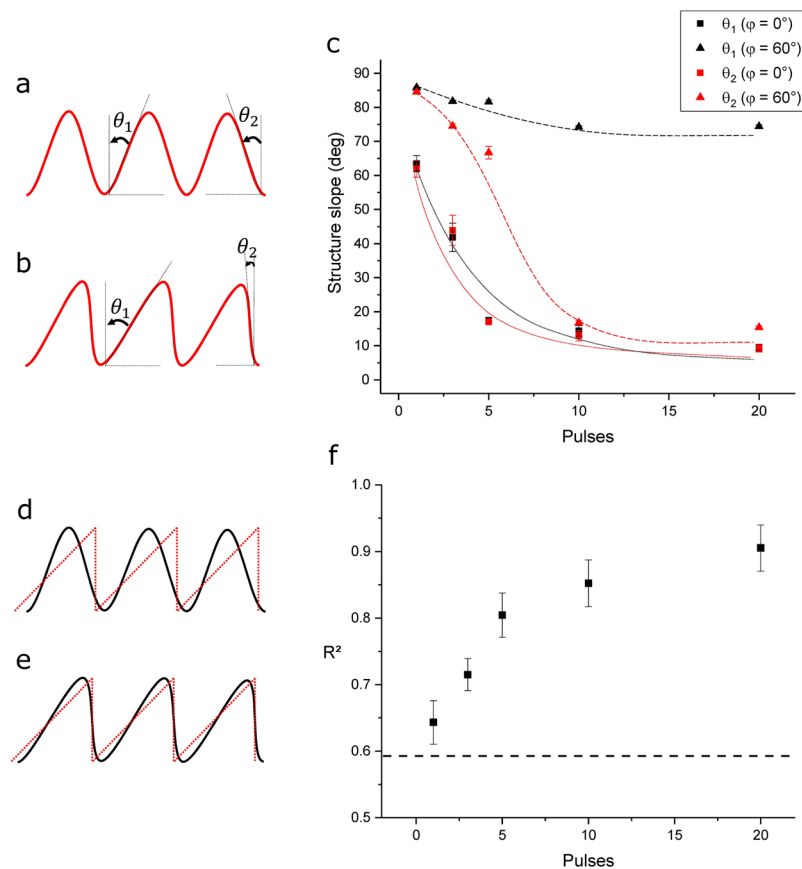 a
θ1
θ2
b
θ1
θ2
c
θ1 (φ = 0°)
θ1 (φ = 60°)
θ2 (φ = 0°)
θ2 (φ = 60°)
Structure slope (deg)
90
80
70
60
50
40
30
20
10
0
0 5 10 15 20
Pulses
d
e
f
R²
1.0
0.9
0.8
0.7
0.6
0.5
0 5 10 15 20
Pulses